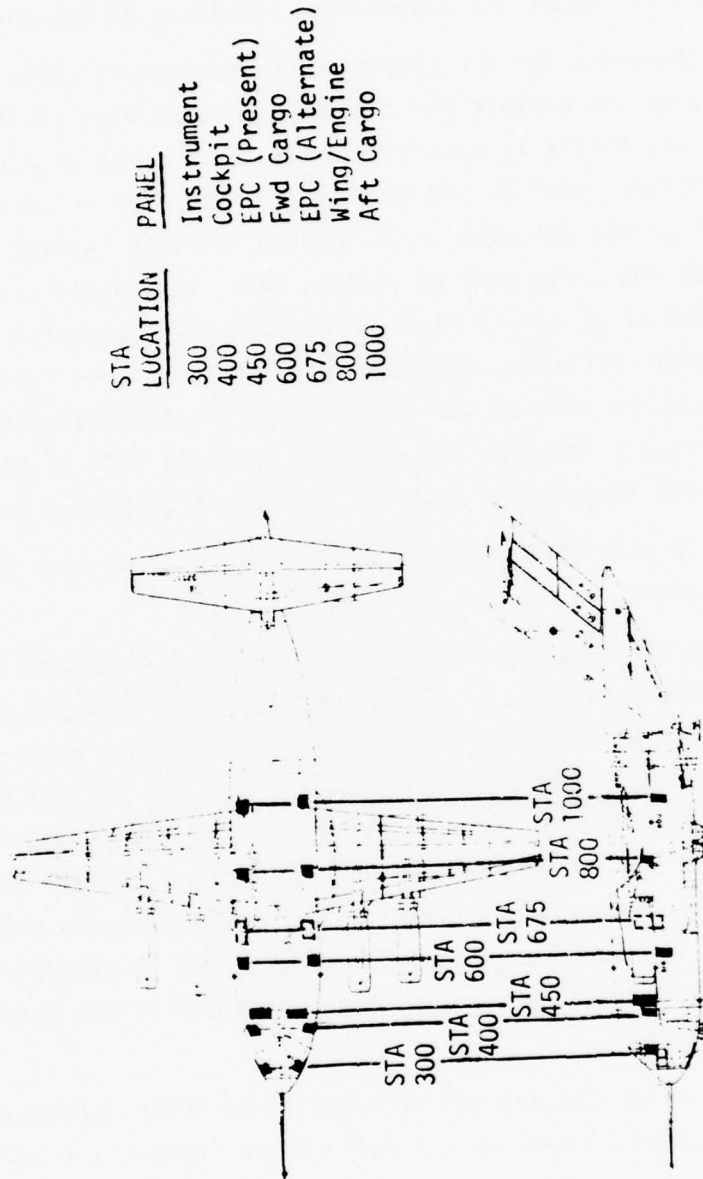 STA
LOCATION PANEL
300 Instrument
400 Cockpit
450 EPC (Present)
600 Fwd Cargo
675 EPC (Alternate)
800 Wing/Engine
1000 Aft Cargo
STA
300
STA
400
STA
450
STA
600
STA
675
STA
800
STA
1000